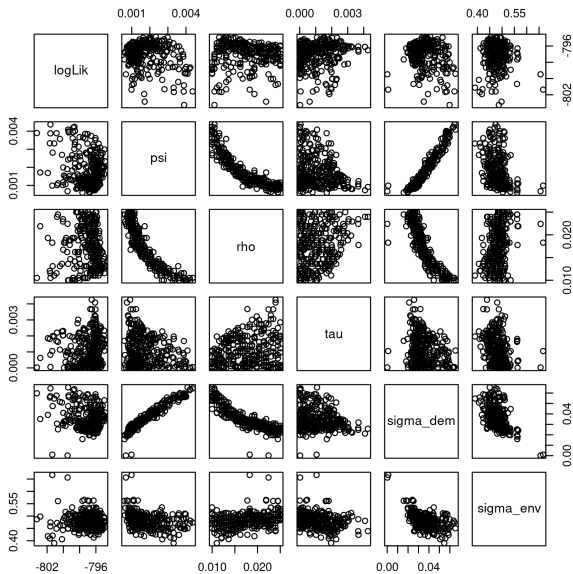 0.001 0.004 0.000 0.003 0.40 0.55
logLik -802 -796
0.001 0.004 psi
rho 0.010 0.020
0.000 0.003 tau
sigma_dem 0.00 0.04
0.40 0.55 sigma_env
-802 -796 0.010 0.020 0.00 0.04